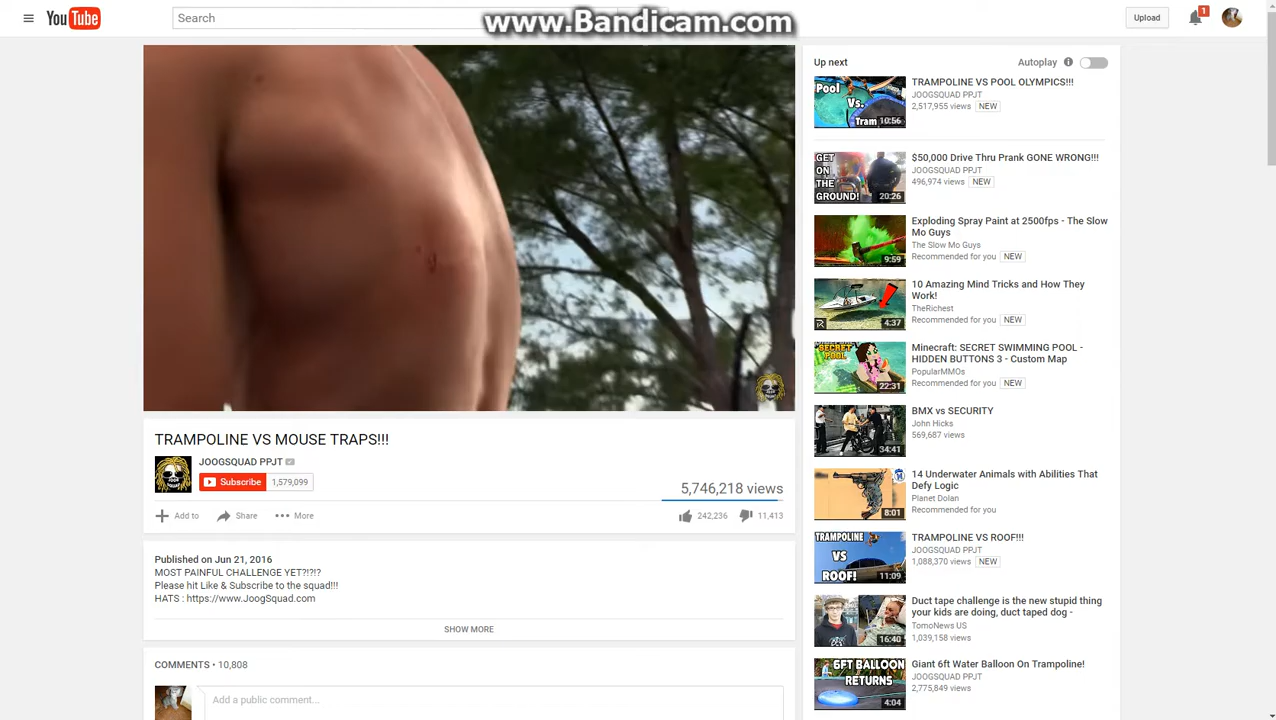 www.Bandicam.com
YouTube
Search
Upload
1
Up next
Autoplay
Pool
Vs.
Tram
10:56
TRAMPOLINE VS POOL OLYMPICS!!!
JOOGSQUAD PPJT
2,517,955 views NEW
GET
ON
THE
GROUND!
20:26
$50,000 Drive Thru Prank GONE WRONG!!!
JOOGSQUAD PPJT
496,974 views NEW
9:59
Exploding Spray Paint at 2500fps - The Slow
Mo Guys
The Slow Mo Guys
Recommended for you NEW
4:37
10 Amazing Mind Tricks and How They
Work!
TheRichest
Recommended for you NEW
SECRET
POOL
22:31
Minecraft: SECRET SWIMMING POOL -
HIDDEN BUTTONS 3 - Custom Map
PopularMMOs
Recommended for you NEW
34:41
BMX vs SECURITY
John Hicks
569,687 views
8:01
14 Underwater Animals with Abilities That
Defy Logic
Planet Dolan
Recommended for you
TRAMPOLINE
VS
ROOF!
11:09
TRAMPOLINE VS ROOF!!!
JOOGSQUAD PPJT
1,088,370 views NEW
16:40
Duct tape challenge is the new stupid thing
your kids are doing, duct taped dog -
TomoNews US
1,039,158 views
6FT BALLOON
RETURNS
4:04
Giant 6ft Water Balloon On Trampoline!
JOOGSQUAD PPJT
2,775,849 views
TRAMPOLINE VS MOUSE TRAPS!!!
JOOGSQUAD PPJT
Subscribe 1,579,099
5,746,218 views
Add to Share More
242,236 11,413
Published on Jun 21, 2016
MOST PAINFUL CHALLENGE YET?!?!?
Please hit Like & Subscribe to the squad!!!
HATS : https://www.JoogSquad.com
SHOW MORE
COMMENTS • 10,808
Add a public comment...